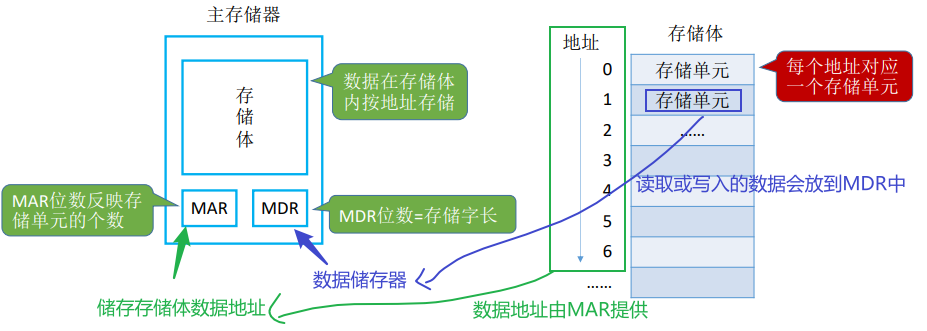 主存储器
存
储
体
数据在存储体
内按地址存储
MAR
MDR
MAR位数反映存
储单元的个数
MDR位数=存储字长
数据储存器
储存存储体数据地址
地址
0
1
2
3
4
5
6
……
存储体
存储单元
存储单元
……
每个地址对应
一个存储单元
读取或写入的数据会放到MDR中
数据地址由MAR提供